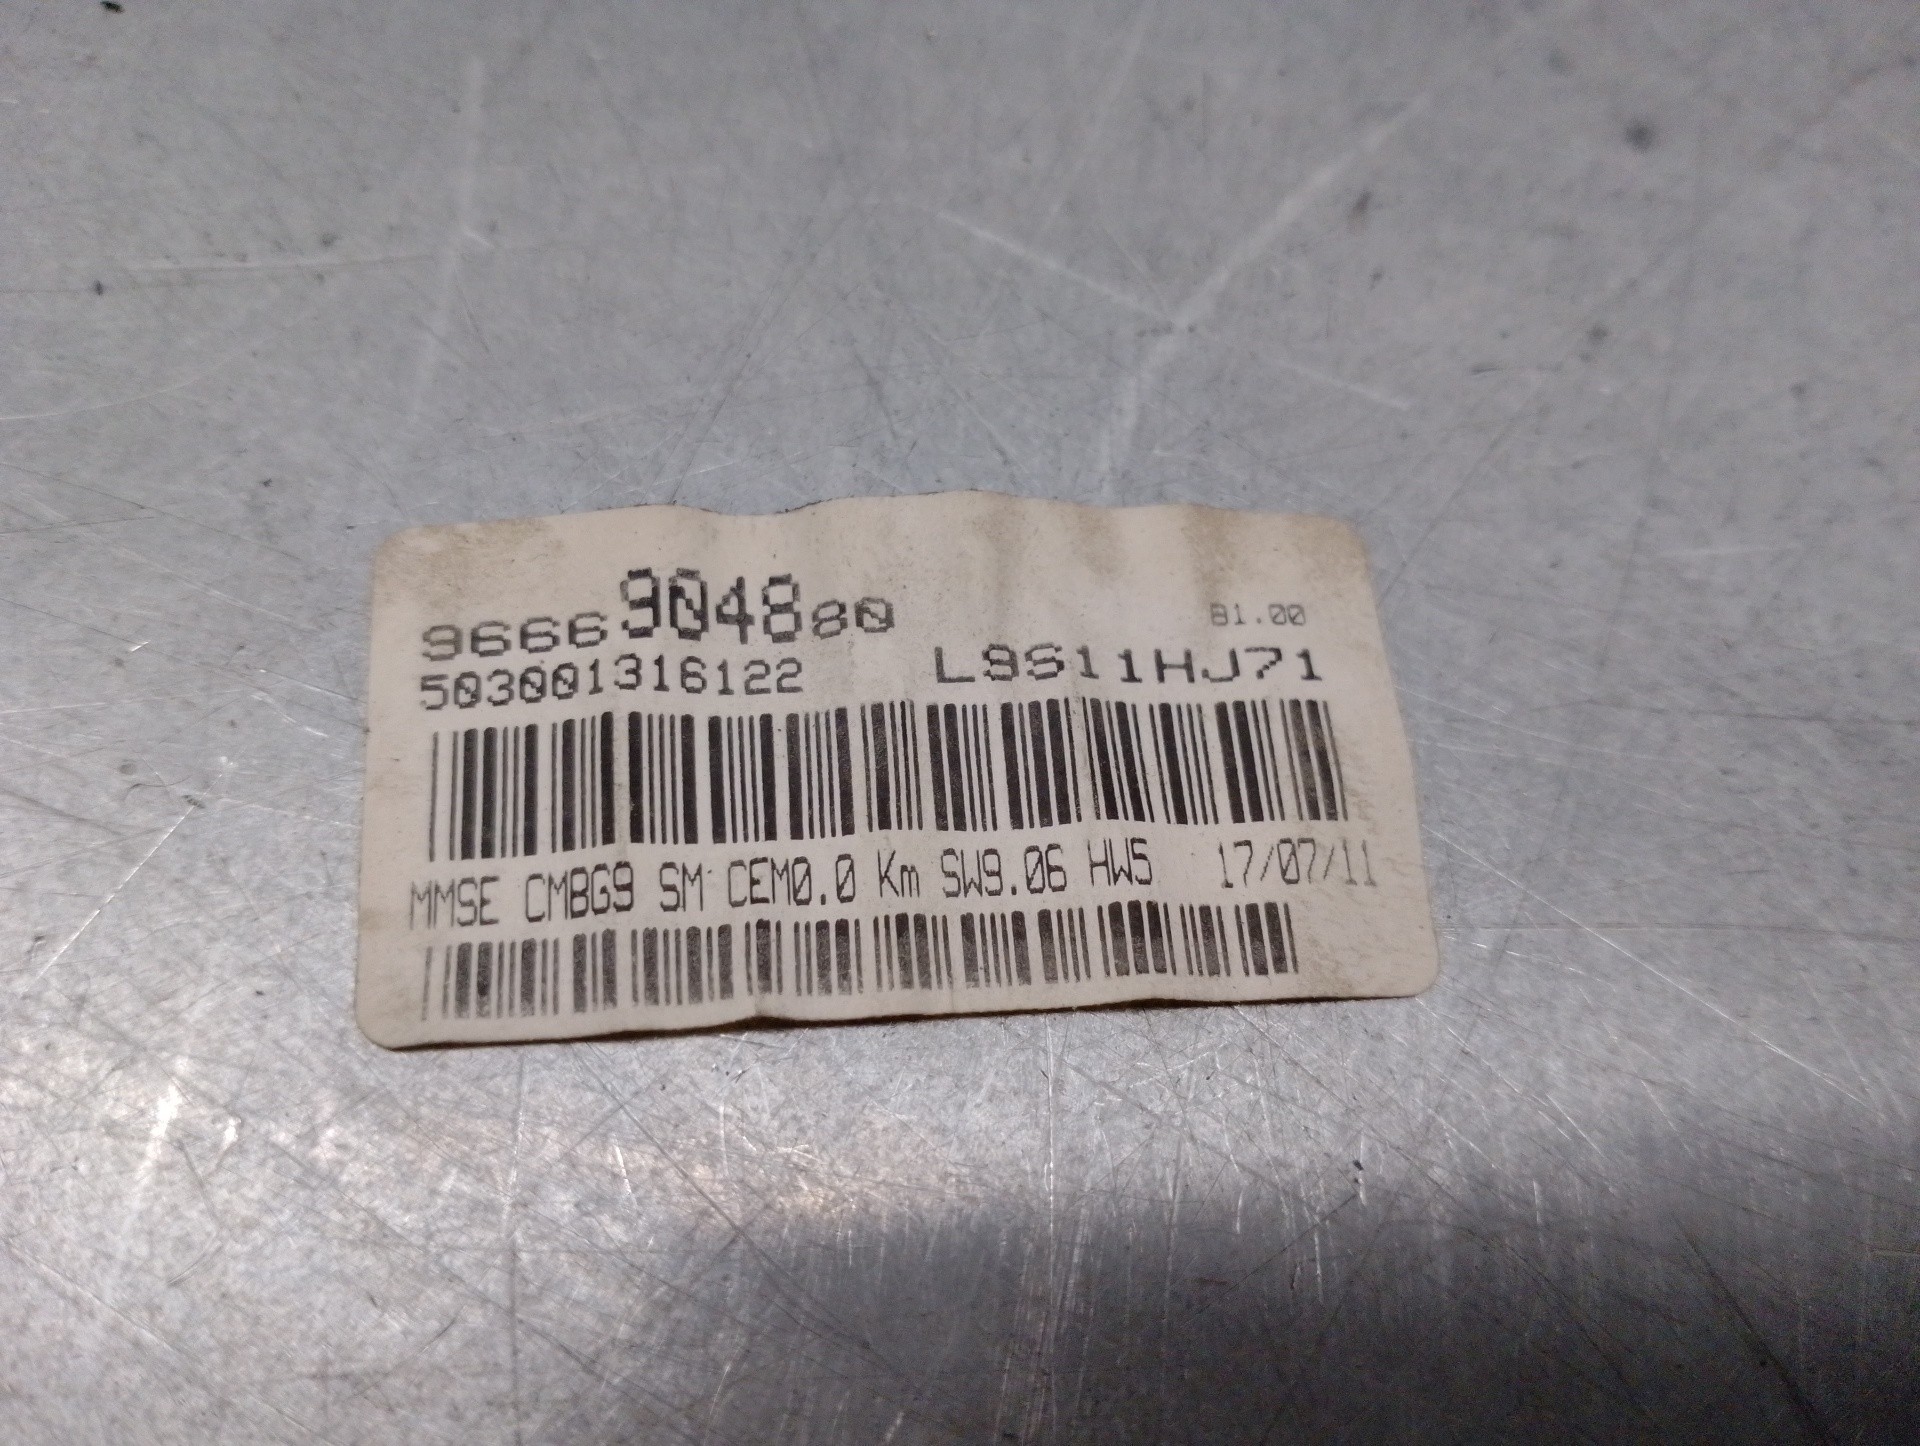 9666904880
B1.00
503001316122
L9S11HJ71
MMSE CMBG9 SM CEM0.0 Km SW9.06 HW5 17/07/11